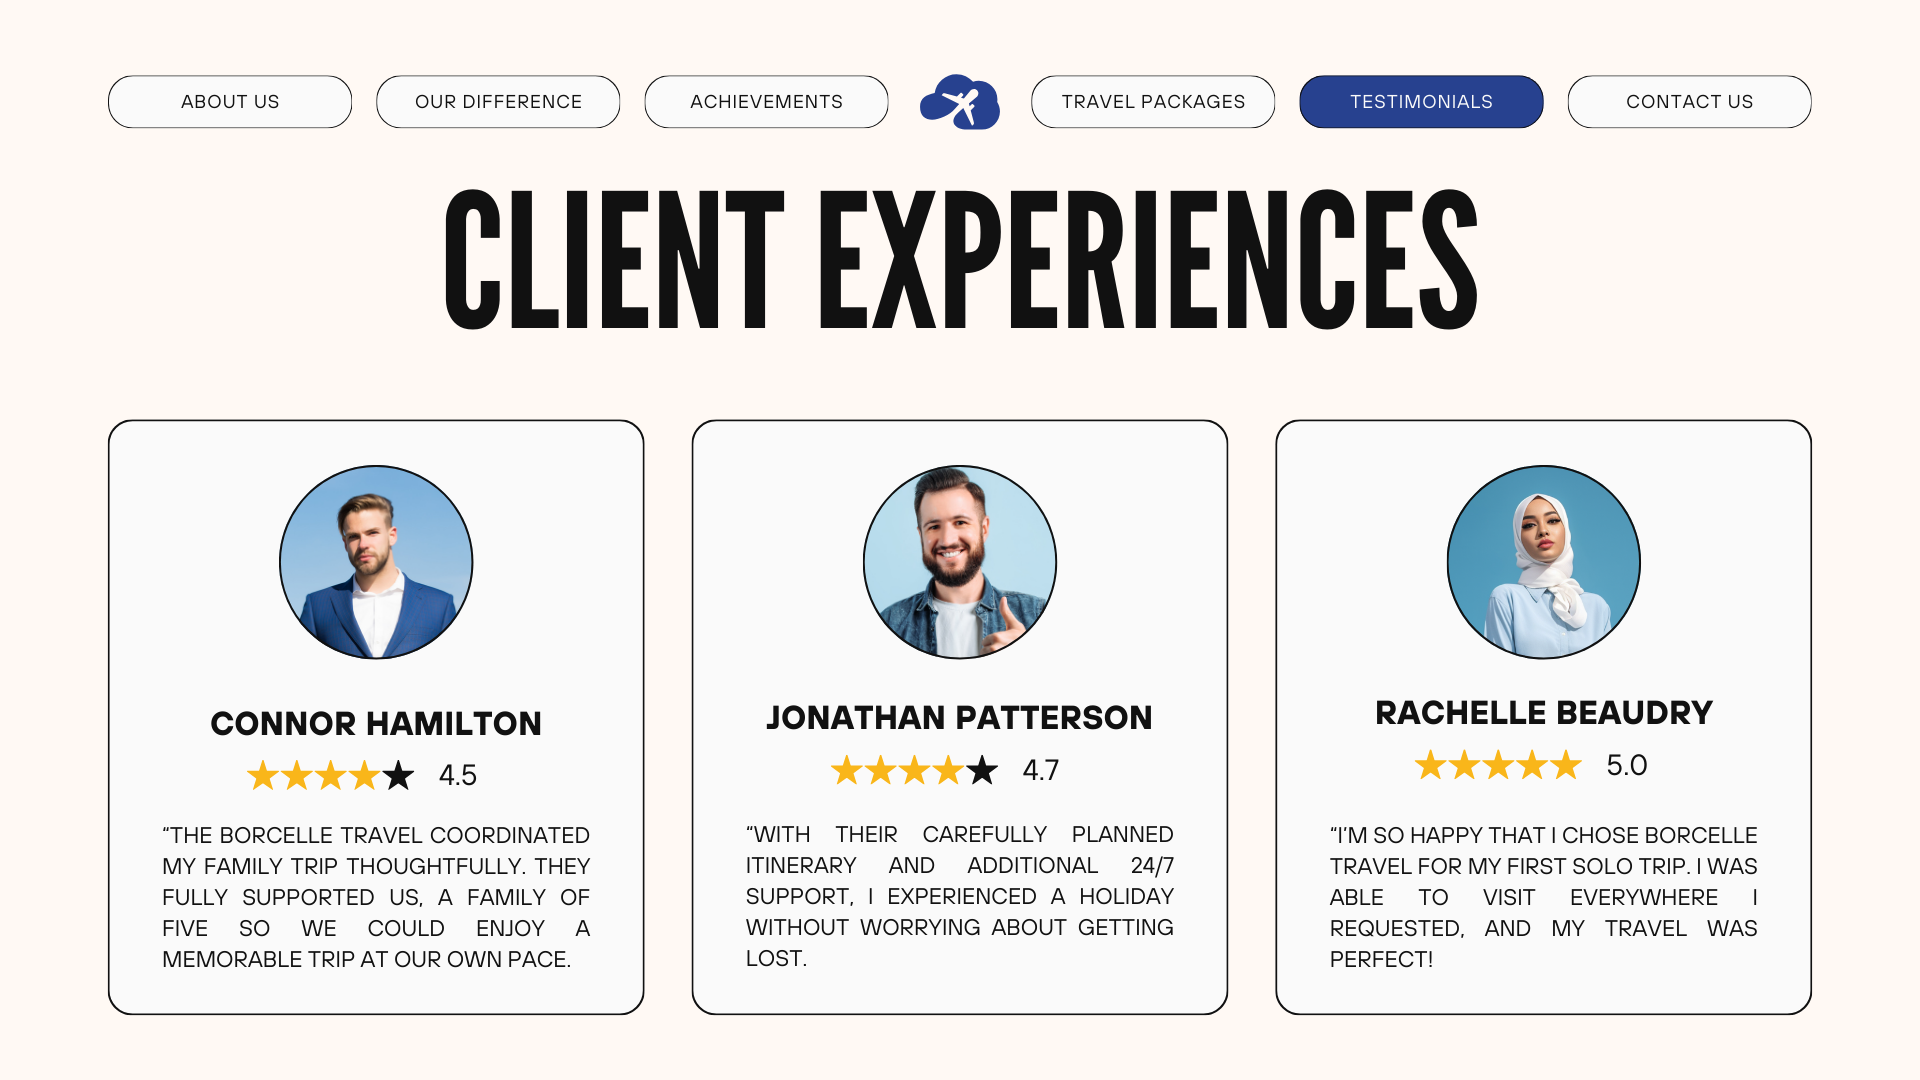 ABOUT US
OUR DIFFERENCE
ACHIEVEMENTS
TRAVEL PACKAGES
TESTIMONIALS
CONTACT US
CLIENT EXPERIENCES
CONNOR HAMILTON
4.5
“THE BORCELLE TRAVEL COORDINATED
MY FAMILY TRIP THOUGHTFULLY. THEY
FULLY SUPPORTED US, A FAMILY OF
FIVE SO WE COULD ENJOY A
MEMORABLE TRIP AT OUR OWN PACE.
JONATHAN PATTERSON
4.7
“WITH THEIR CAREFULLY PLANNED
ITINERARY AND ADDITIONAL 24/7
SUPPORT, I EXPERIENCED A HOLIDAY
WITHOUT WORRYING ABOUT GETTING
LOST.
RACHELLE BEAUDRY
5.0
“I’M SO HAPPY THAT I CHOSE BORCELLE
TRAVEL FOR MY FIRST SOLO TRIP. I WAS
ABLE TO VISIT EVERYWHERE I
REQUESTED, AND MY TRAVEL WAS
PERFECT!